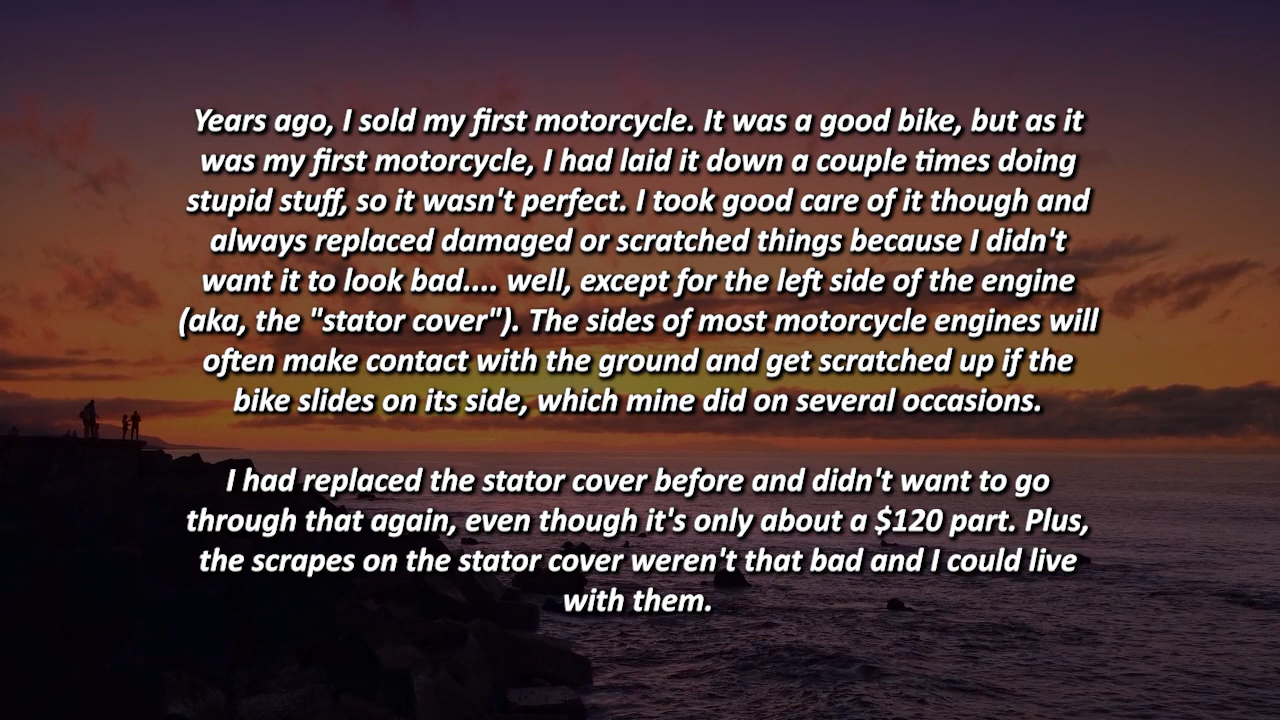 Years ago, I sold my first motorcycle. It was a good bike, but as it
was my first motorcycle, I had laid it down a couple times doing
stupid stuff, so it wasn't perfect. I took good care of it though and
always replaced damaged or scratched things because I didn't
want it to look bad.... well, except for the left side of the engine
(aka, the "stator cover"). The sides of most motorcycle engines will
often make contact with the ground and get scratched up if the
bike slides on its side, which mine did on several occasions.
I had replaced the stator cover before and didn't want to go
through that again, even though it's only about a $120 part. Plus,
the scrapes on the stator cover weren't that bad and I could live
with them.